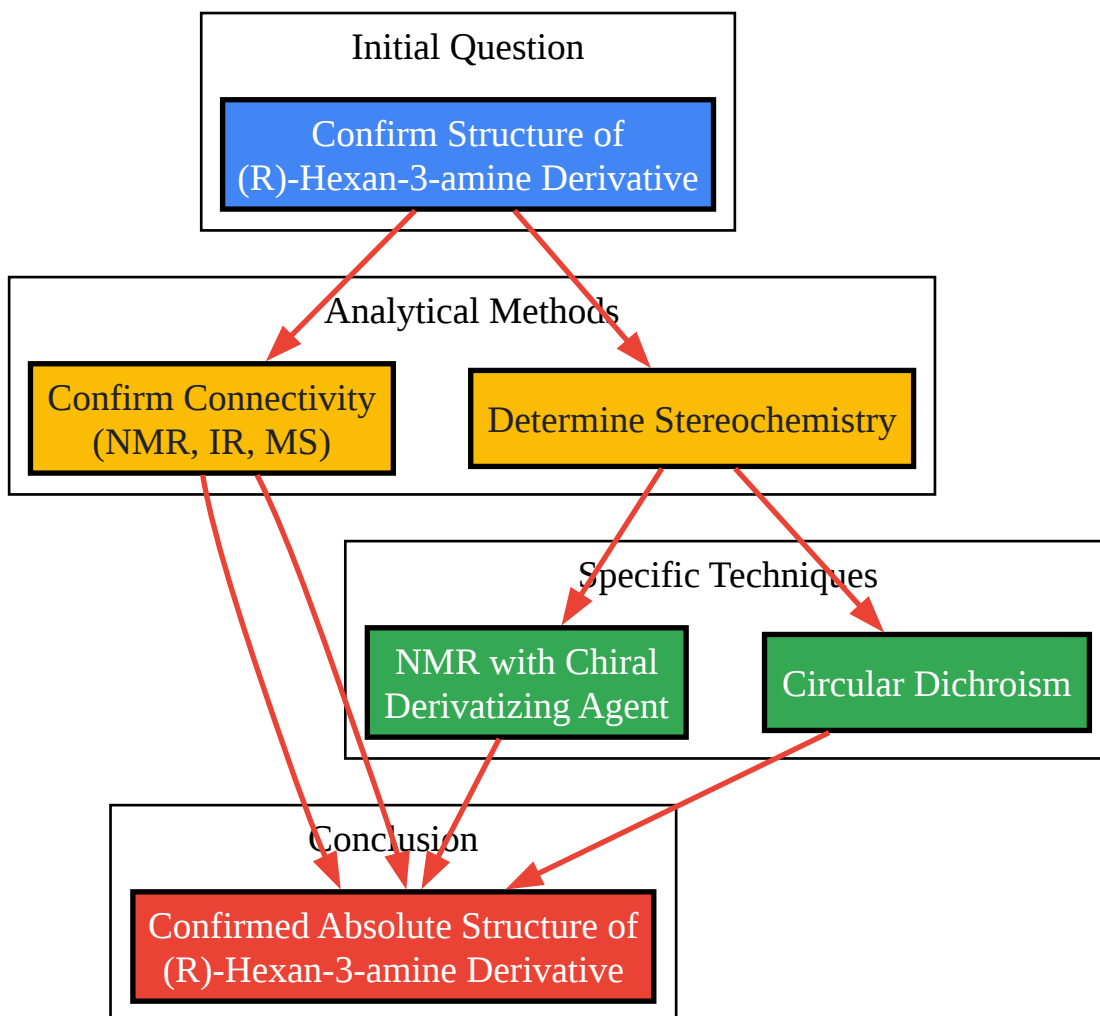 Initial Question
Confirm Structure of
(R)-Hexan-3-amine Derivative
Analytical Methods
Confirm Connectivity
(NMR, IR, MS)
Determine Stereochemistry
Specific Techniques
NMR with Chiral
Derivatizing Agent
Circular Dichroism
Conclusion
Confirmed Absolute Structure of
(R)-Hexan-3-amine Derivative